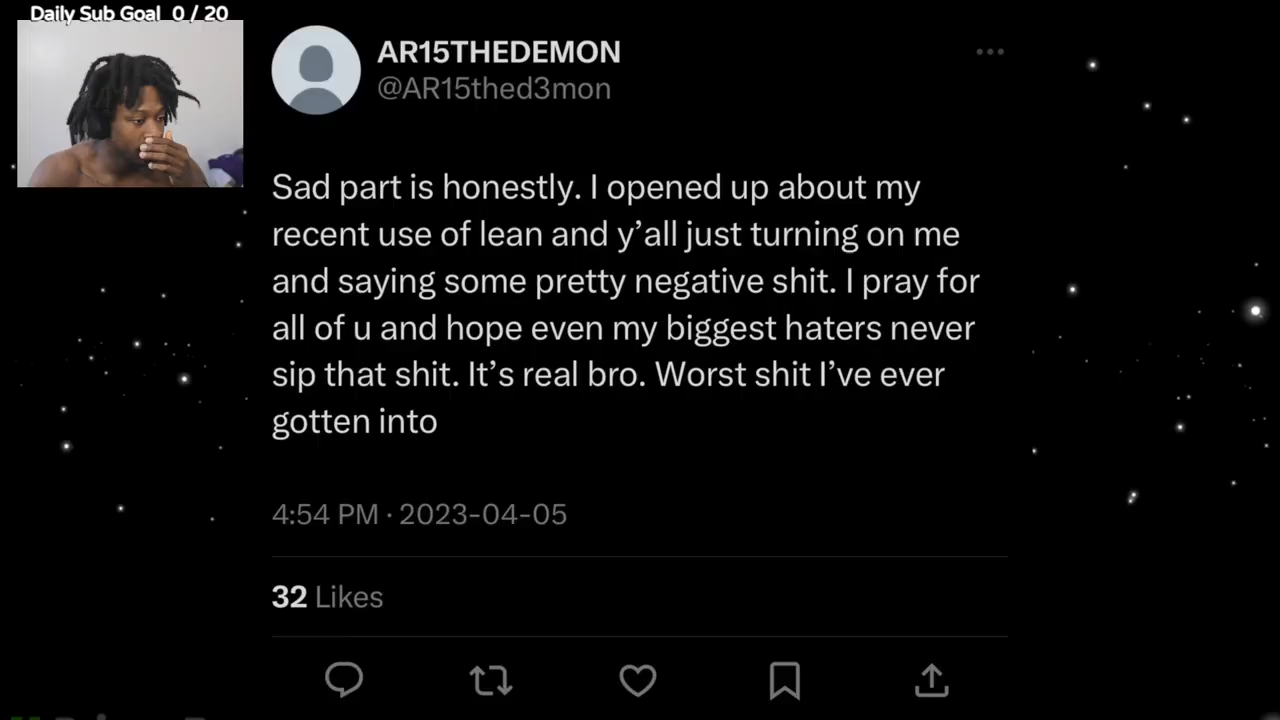 Daily Sub Goal 0 / 20
AR15THEDEMON
@AR15thed3mon
Sad part is honestly. I opened up about my
recent use of lean and y’all just turning on me
and saying some pretty negative shit. I pray for
all of u and hope even my biggest haters never
sip that shit. It’s real bro. Worst shit I’ve ever
gotten into
4:54 PM · 2023-04-05
32 Likes